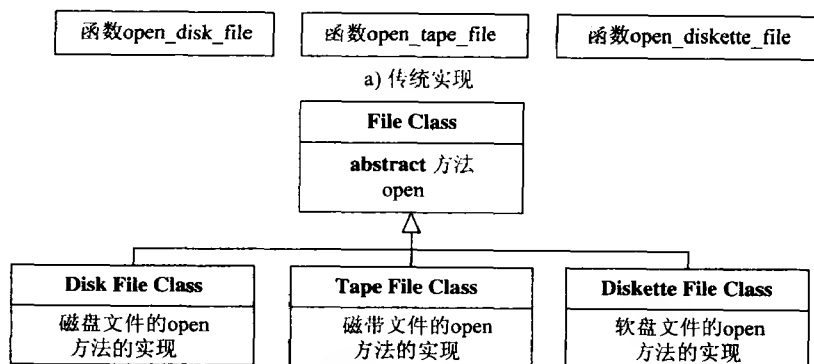 函数open_disk_file 函数open_tape_file 函数open_diskette_file
a) 传统实现
File Class
abstract 方法
open
Disk File Class Tape File Class Diskette File Class
磁盘文件的open 磁带文件的open 软盘文件的open
方法的实现 方法的实现 方法的实现